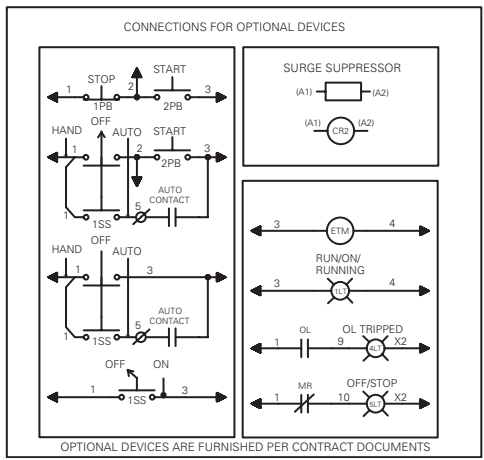 CONNECTIONS FOR OPTIONAL DEVICES
STOP
START
1
2
3
1PB
2PB
OFF
HAND
AUTO
START
1
2
3
2PB
AUTO
CONTACT
5
1
1SS
OFF
HAND
AUTO
1
3
AUTO
CONTACT
5
1
1SS
OFF
ON
1
3
1SS
SURGE SUPPRESSOR
(A1)
(A2)
(A1)
CR2
(A2)
3
ETM
4
RUN/ON/
RUNNING
3
1LT
4
OL
OL TRIPPED
1
9
4LT
X2
MR
OFF/STOP
1
10
5LT
X2
OPTIONAL DEVICES ARE FURNISHED PER CONTRACT DOCUMENTS